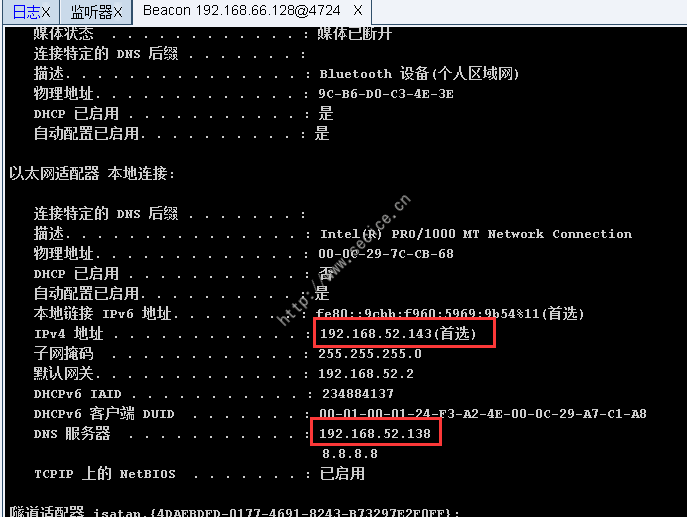 日志X 监听器X Beacon 192.168.66.128@4724 X
媒体状态 . . . . . . . . . . . . : 媒体已断开
连接特定的 DNS 后缀 . . . . . . . :
描述. . . . . . . . . . . . . . . : Bluetooth 设备(个人区域网)
物理地址. . . . . . . . . . . . . : 9C-B6-D0-C3-4E-3E
DHCP 已启用 . . . . . . . . . . . : 是
自动配置已启用. . . . . . . . . . : 是
以太网适配器 本地连接:
连接特定的 DNS 后缀 . . . . . . . :
描述. . . . . . . . . . . . . . . : Intel(R) PRO/1000 MT Network Connection
物理地址. . . . . . . . . . . . . : 00-0C-29-7C-CB-68
DHCP 已启用 . . . . . . . . . . . : 否
自动配置已启用. . . . . . . . . . : 是
本地链接 IPv6 地址. . . . . . . . : fe80::9cbb:f960:5969:9b54%11(首选)
IPv4 地址 . . . . . . . . . . . . : 192.168.52.143(首选)
子网掩码 . . . . . . . . . . . . : 255.255.255.0
默认网关. . . . . . . . . . . . . : 192.168.52.2
DHCPv6 IAID . . . . . . . . . . . : 234884137
DHCPv6 客户端 DUID . . . . . . . : 00-01-00-01-24-F3-A2-4E-00-0C-29-A7-C1-A8
DNS 服务器 . . . . . . . . . . . : 192.168.52.138
8.8.8.8
TCPIP 上的 NetBIOS . . . . . . . : 已启用
隧道适配器 isatap.{4DAEBDFD-0177-4691-8243-B73297E2F0FF}: